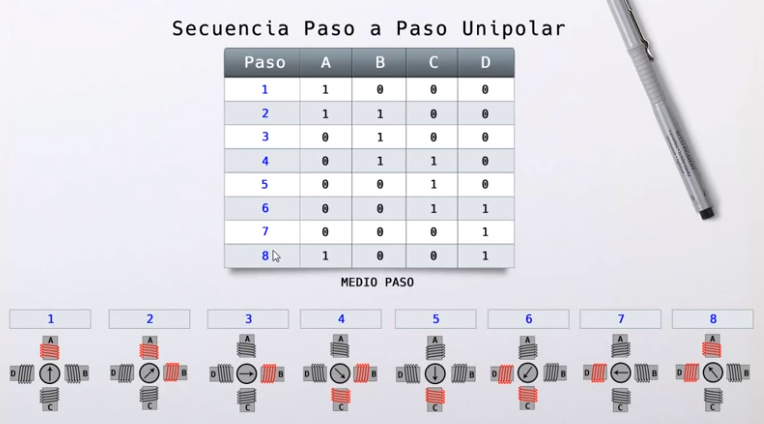 Secuencia Paso a Paso Unipolar
Paso A B C D
1 1 0 0 0
2 1 1 0 0
3 0 1 0 0
4 0 1 1 0
5 0 0 1 0
6 0 0 1 1
7 0 0 0 1
8 1 0 0 1
MEDIO PASO
1 2 3 4 5 6 7 8
A A A A A A A A
D B D B D B D B D B D B D B D B
C C C C C C C C